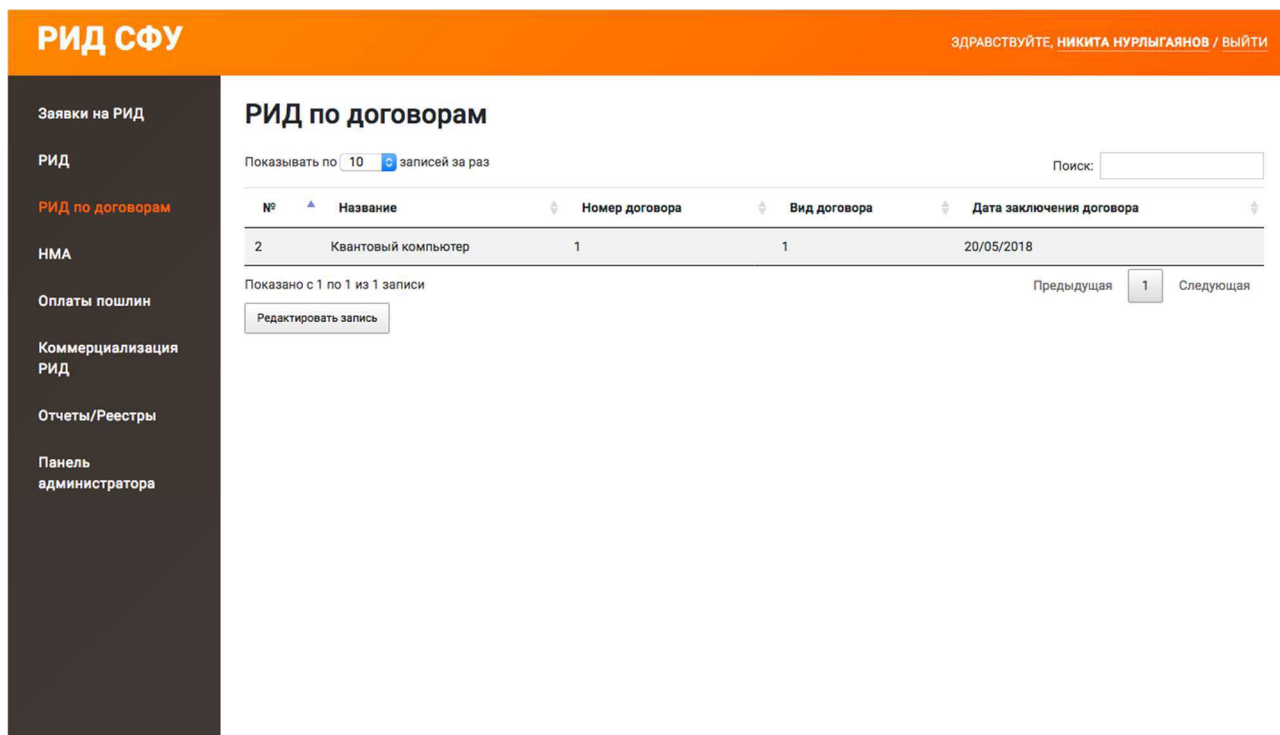 РИД СФУ
ЗДРАВСТВУЙТЕ, НИКИТА НУРЛЫГАЯНОВ / ВЫЙТИ
Заявки на РИД
РИД
РИД по договорам
НМА
Оплаты пошлин
Коммерциализация
РИД
Отчеты/Реестры
Панель
администратора
РИД по договорам
Показывать по 10 записей за раз
Поиск:
№ Название Номер договора Вид договора Дата заключения договора
2 Квантовый компьютер 1 1 20/05/2018
Показано с 1 по 1 из 1 записи
Предыдущая 1 Следующая
Редактировать запись